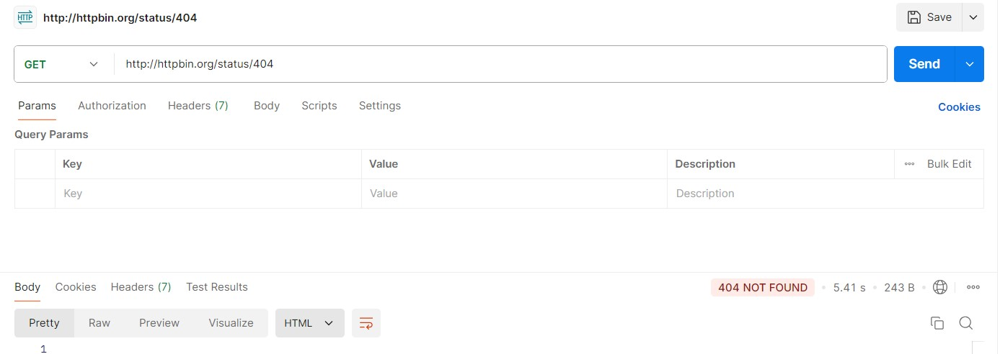 HTTP http://httpbin.org/status/404 Save
GET http://httpbin.org/status/404 Send
Params Authorization Headers (7) Body Scripts Settings Cookies
Query Params
Key Value Description Bulk Edit
Key Value Description
Body Cookies Headers (7) Test Results 404 NOT FOUND 5.41 s 243 B
Pretty Raw Preview Visualize HTML
1